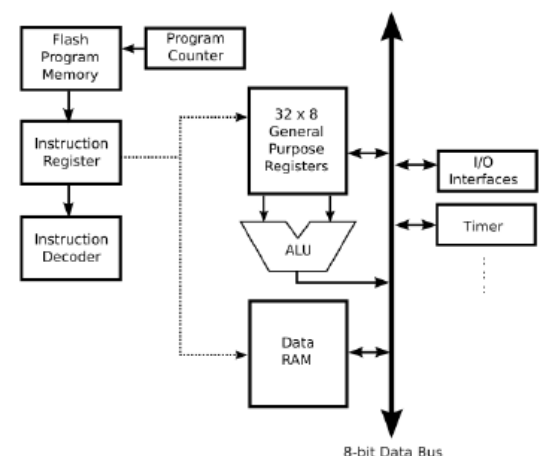 Flash
Program
Memory
Program
Counter
Instruction
Register
Instruction
Decoder
32 x 8
General
Purpose
Registers
ALU
Data
RAM
I/O
Interfaces
Timer
8-bit Data Bus